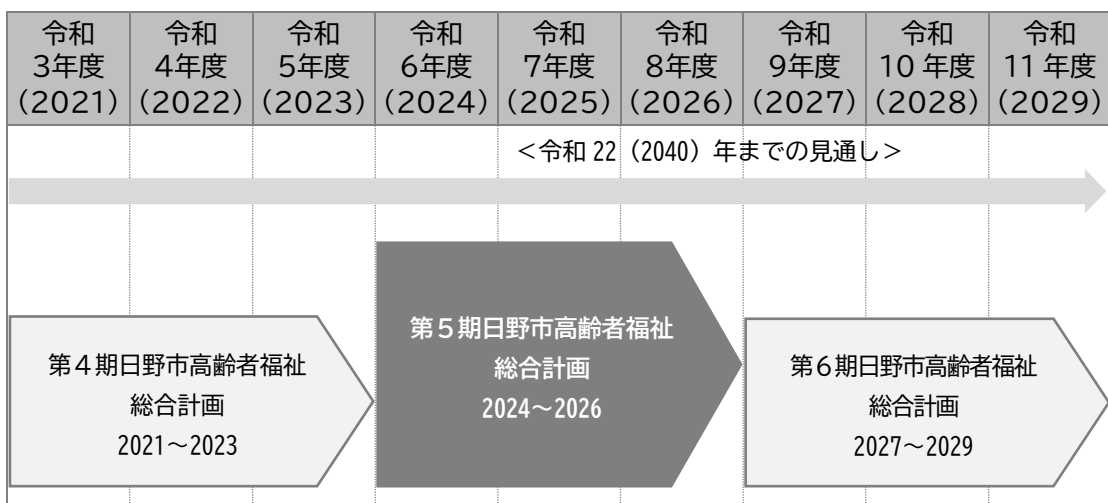 令和 令和 令和 令和 令和 令和 令和 令和 令和
3年度 4年度 5年度 6年度 7年度 8年度 9年度 10 年度 11 年度
(2021) (2022) (2023) (2024) (2025) (2026) (2027) (2028) (2029)
＜令和 22（2040）年までの見通し＞
第4期日野市高齢者福祉
総合計画
2021～2023
第５期日野市高齢者福祉
総合計画
2024～2026
第６期日野市高齢者福祉
総合計画
2027～2029